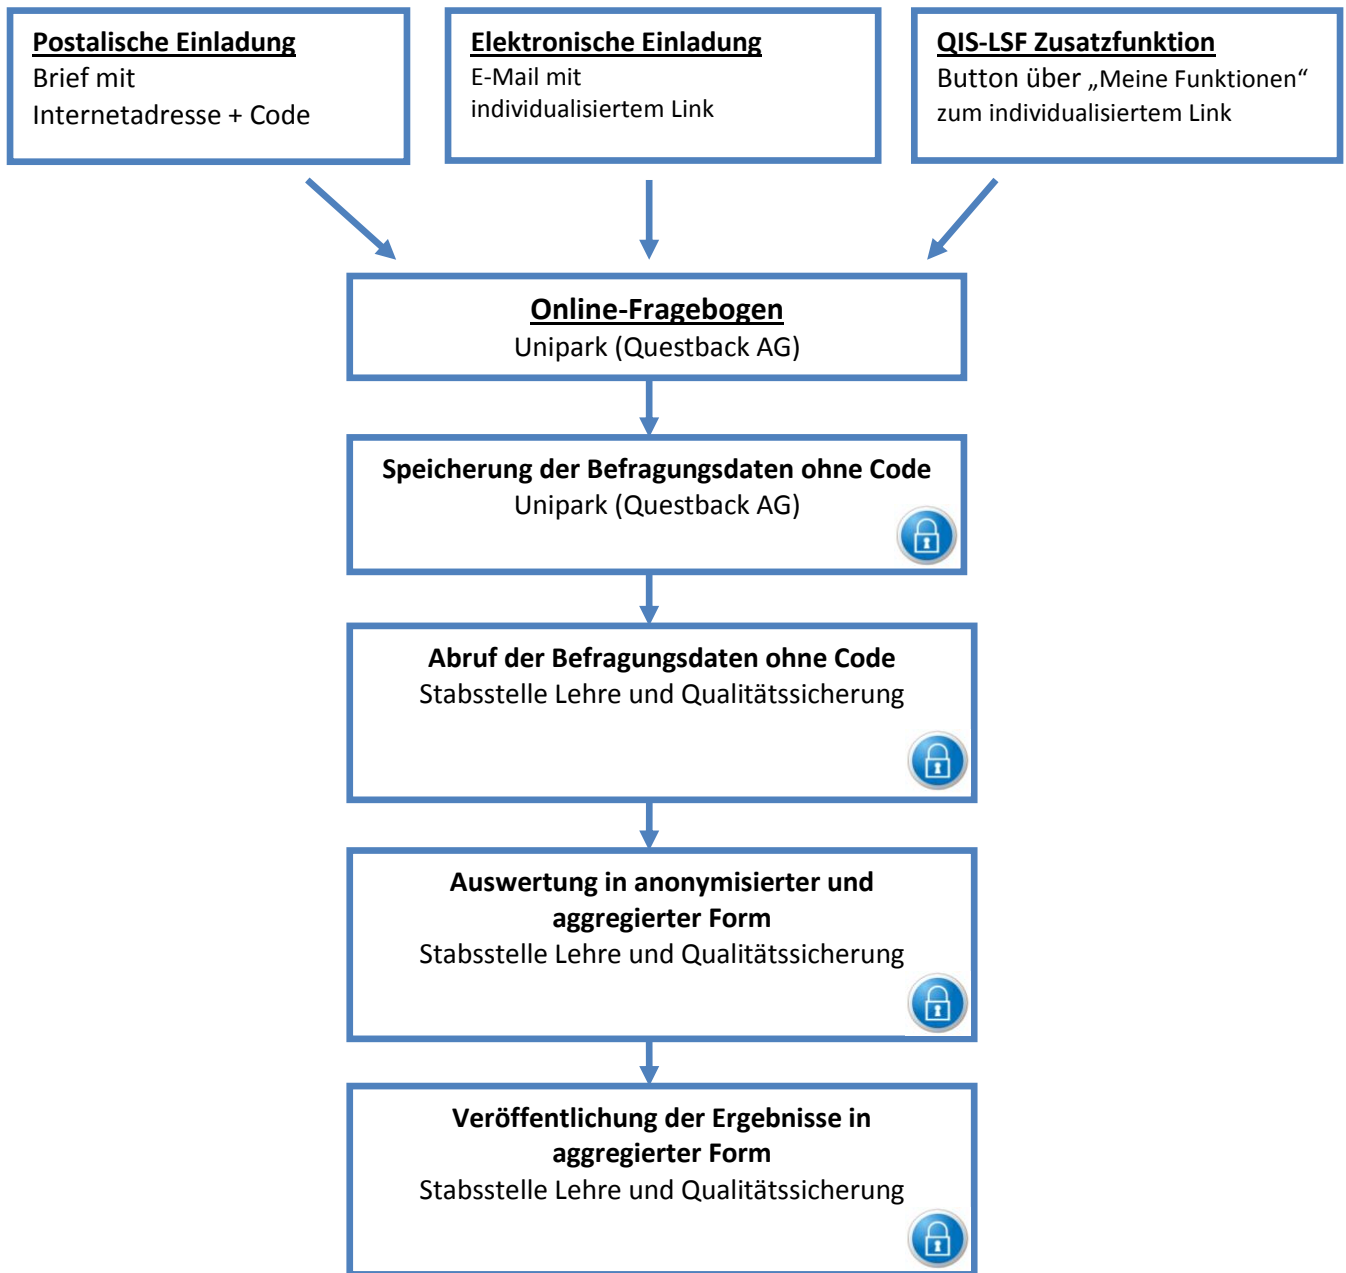 Postalische Einladung
Brief mit
Internetadresse + Code
Elektronische Einladung
E-Mail mit
individualisiertem Link
QIS-LSF Zusatzfunktion
Button über „Meine Funktionen“
zum individualisiertem Link
Online-Fragebogen
Unipark (Questback AG)
Speicherung der Befragungsdaten ohne Code
Unipark (Questback AG)
Abruf der Befragungsdaten ohne Code
Stabsstelle Lehre und Qualitätssicherung
Auswertung in anonymisierter und
aggregierter Form
Stabsstelle Lehre und Qualitätssicherung
Veröffentlichung der Ergebnisse in
aggregierter Form
Stabsstelle Lehre und Qualitätssicherung